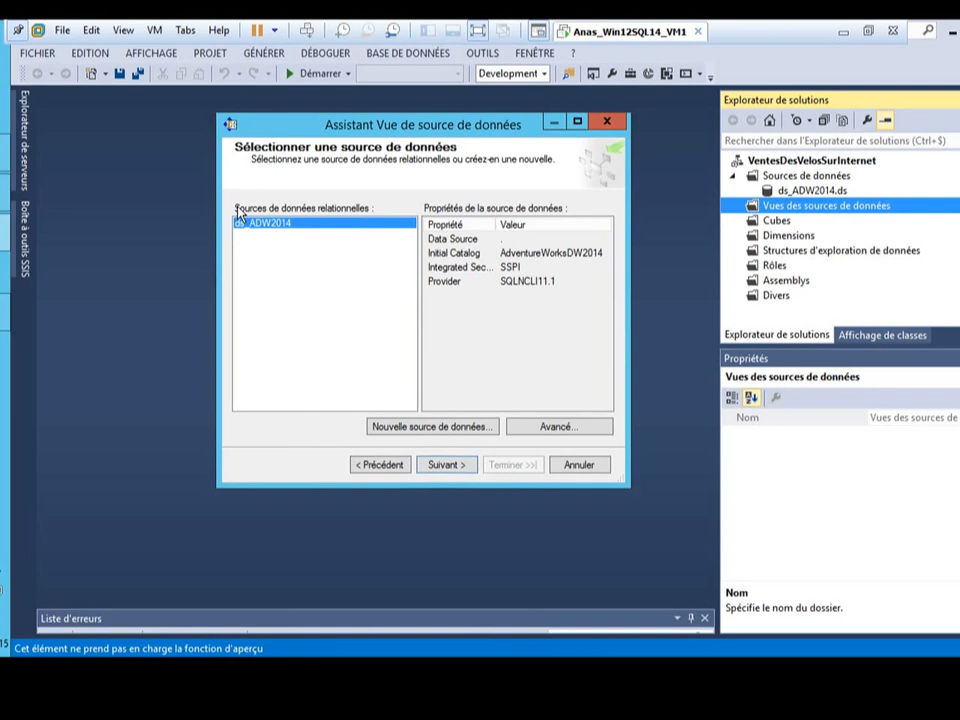 File Edit View VM Tabs Help
Anas_Win12SQL14_VM1
FICHIER EDITION AFFICHAGE PROJET GÉNÉRER DÉBOGUER BASE DE DONNÉES OUTILS FENÊTRE ?
Démarrer Development
Explorateur de serveurs
Boîte à outils SSIS
Assistant Vue de source de données
Sélectionner une source de données
Sélectionnez une source de données relationnelles ou créez-en une nouvelle.
Sources de données relationnelles :
ds_ADW2014
Propriétés de la source de données :
Propriété Valeur
Data Source .
Initial Catalog AdventureWorksDW2014
Integrated Sec... SSPI
Provider SQLNCLI11.1
Nouvelle source de données... Avancé...
< Précédent Suivant > Terminer >>| Annuler
Explorateur de solutions
Rechercher dans l'Explorateur de solutions (Ctrl+$)
VentesDesVelosSurInternet
Sources de données
ds_ADW2014.ds
Vues des sources de données
Cubes
Dimensions
Structures d'exploration de données
Rôles
Assemblys
Divers
Explorateur de solutions Affichage de classes
Propriétés
Vues des sources de données
Nom Vues des sources de
Nom
Spécifie le nom du dossier.
Liste d'erreurs
15
Cet élément ne prend pas en charge la fonction d'aperçu